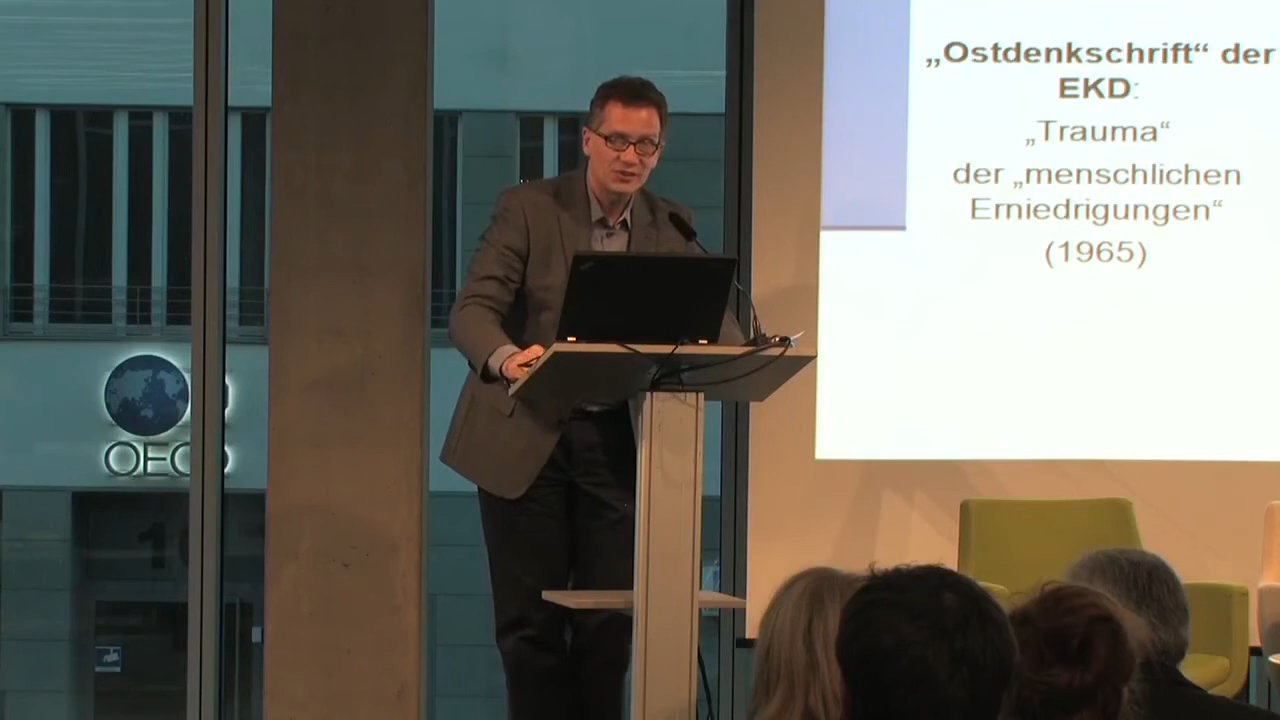 „Ostdenkschrift“ der
EKD:
„Trauma“
der „menschlichen
Erniedrigungen“
(1965)
OECD